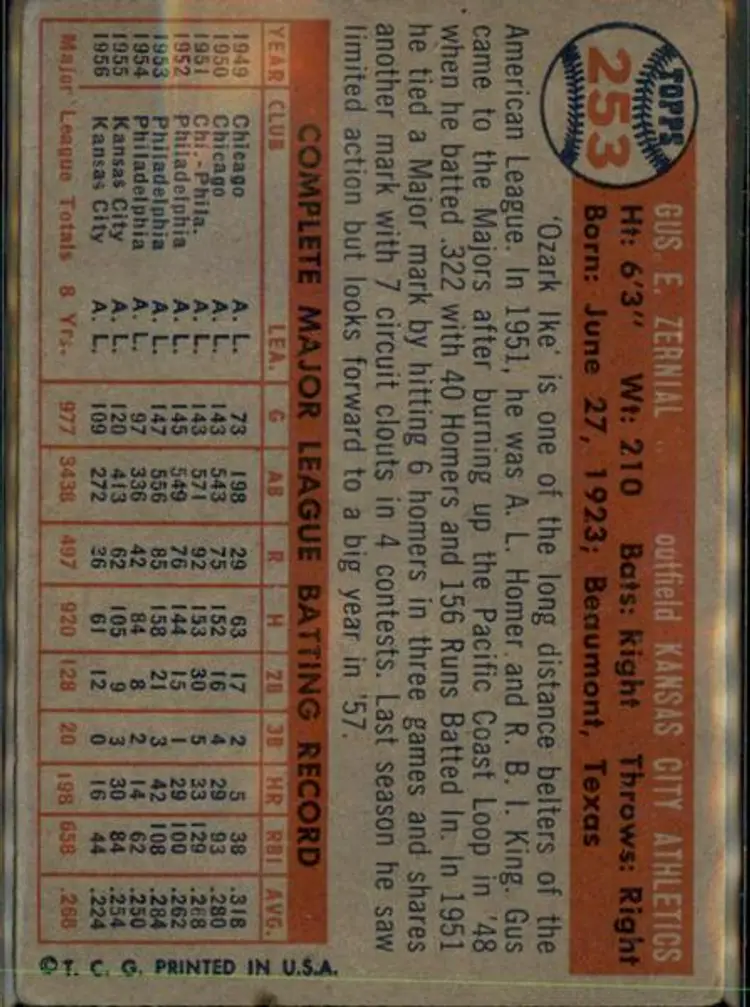 TOPPS
253
GUS E. ZERNIAL outfield KANSAS CITY ATHLETICS
Ht: 6'3" Wt: 210 Bats: Right Throws: Right
Born: June 27, 1923; Beaumont, Texas
'Ozark Ike' is one of the long distance belters of the
American League. In 1951, he was A. L. Homer and R. B. I. King. Gus
came to the Majors after burning up the Pacific Coast Loop in '48
when he batted .322 with 40 Homers and 156 Runs Batted In. In 1951
he tied a Major mark by hitting 6 homers in three games and shares
another mark with 7 circuit clouts in 4 contests. Last season he saw
limited action but looks forward to a big year in '57.
COMPLETE MAJOR LEAGUE BATTING RECORD
YEAR CLUB LEA. G AB R H 2B 3B HR RBI AVG.
1949 Chicago A. L. 73 198 29 63 17 2 5 38 .318
1950 Chicago A. L. 143 543 75 152 16 4 29 93 .280
1951 Chi.-Phila. A. L. 143 571 92 153 30 5 33 129 .268
1952 Philadelphia A. L. 145 549 76 144 15 1 29 100 .262
1953 Philadelphia A. L. 147 556 85 158 21 3 42 108 .284
1954 Philadelphia A. L. 97 336 42 84 8 2 14 62 .250
1955 Kansas City A. L. 120 413 62 105 9 3 30 84 .254
1956 Kansas City A. L. 109 272 36 61 12 0 16 44 .224
Major League Totals 8 Yrs. 977 3438 497 920 128 20 198 658 .268
© T. C. G. PRINTED IN U.S.A.